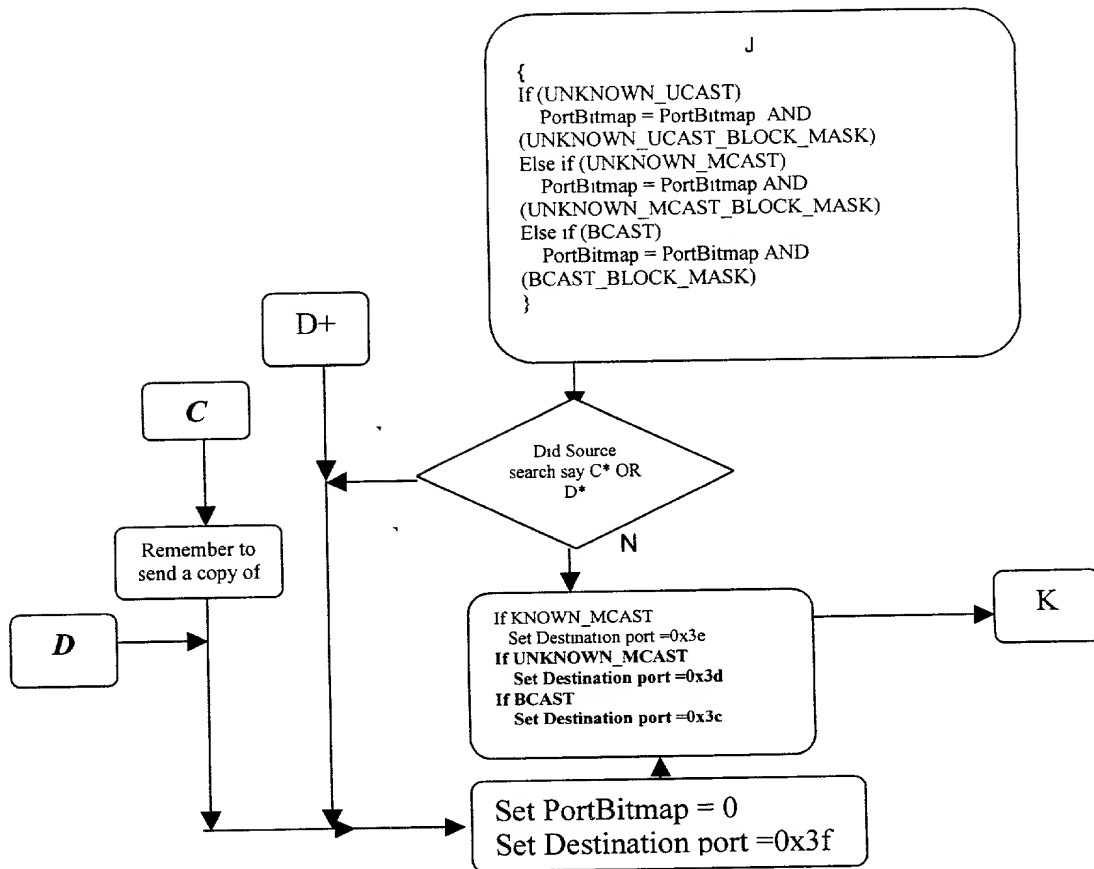 J
{
If (UNKNOWN_UCAST)
PortBitmap = PortBitmap AND
(UNKNOWN_UCAST_BLOCK_MASK)
Else if (UNKNOWN_MCAST)
PortBitmap = PortBitmap AND
(UNKNOWN_MCAST_BLOCK_MASK)
Else if (BCAST)
PortBitmap = PortBitmap AND
(BCAST_BLOCK_MASK)
}
D+
C
Did Source
search say C* OR
D*
N
Remember to
send a copy of
D
If KNOWN_MCAST
Set Destination port =0x3e
If UNKNOWN_MCAST
Set Destination port =0x3d
If BCAST
Set Destination port =0x3c
K
Set PortBitmap = 0
Set Destination port =0x3f